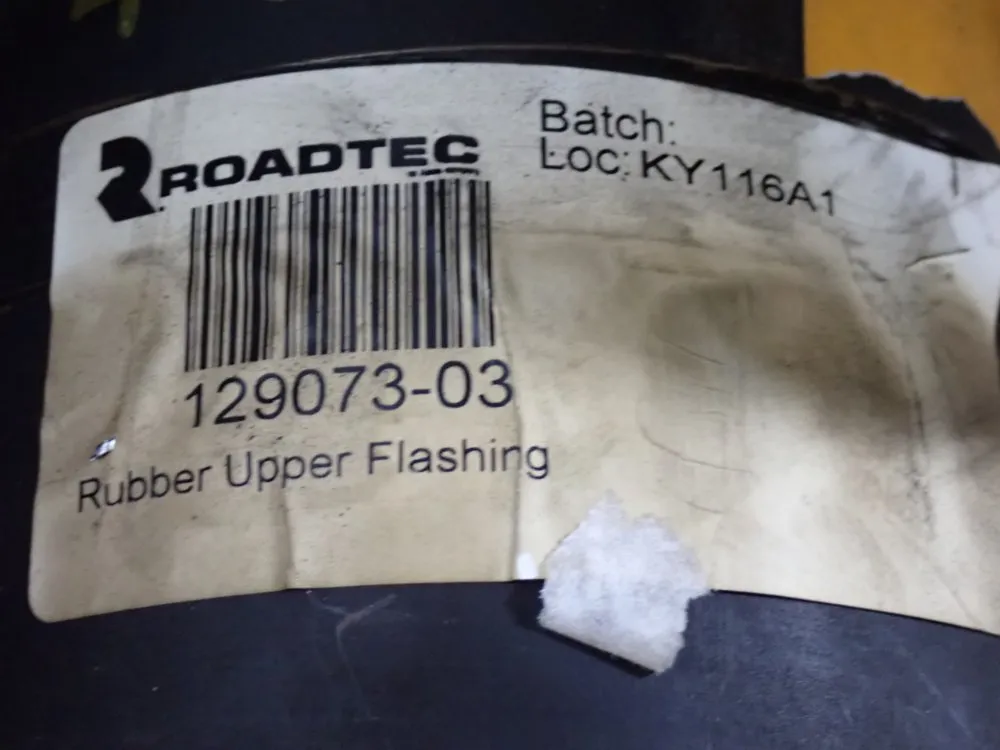 ROADTEC
Batch:
Loc: KY116A1
129073-03
Rubber Upper Flashing